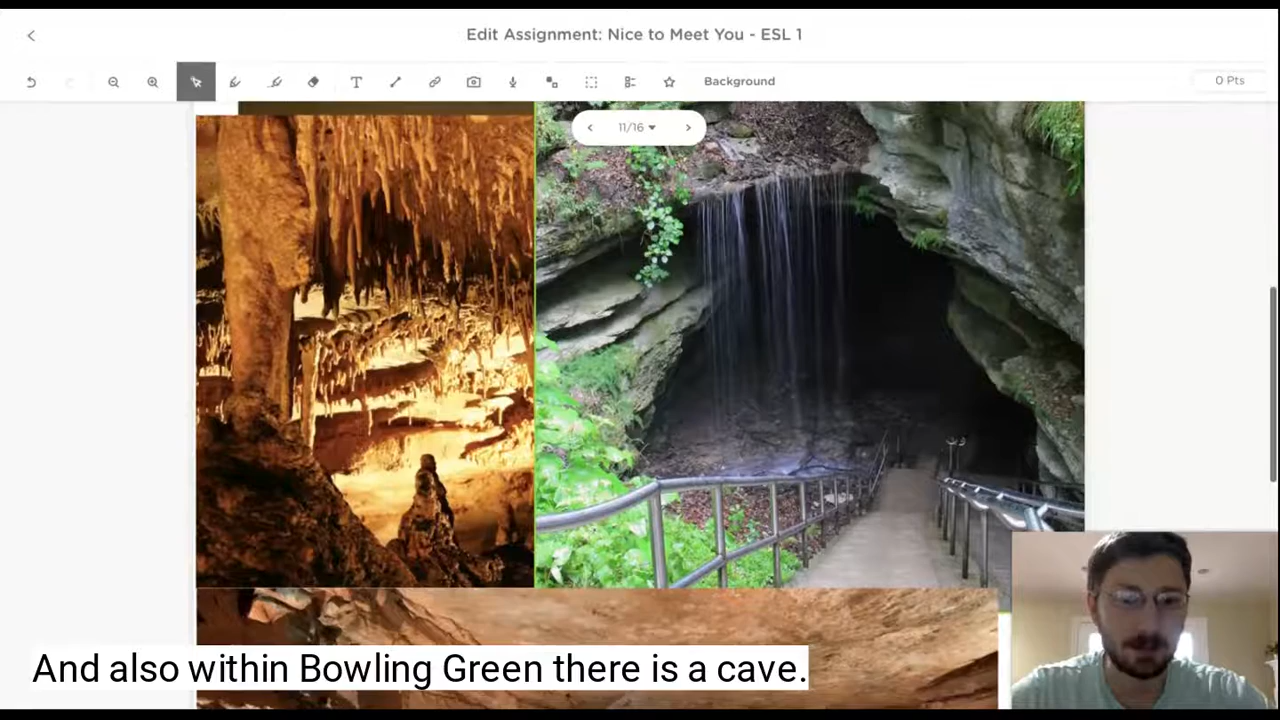 Edit Assignment: Nice to Meet You - ESL 1
T
Background
0 Pts
11/16
And also within Bowling Green there is a cave.